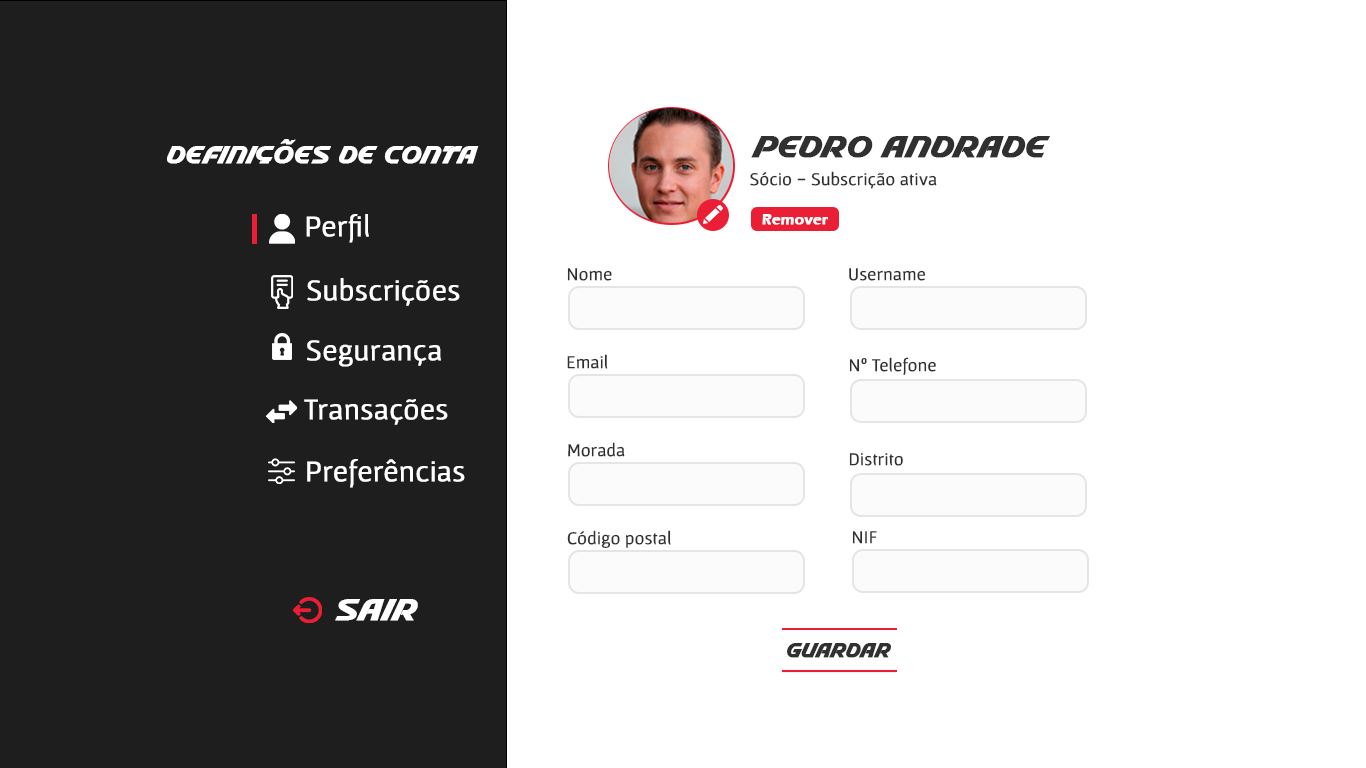 DEFINIÇÕES DE CONTA
Perfil
Subscrições
Segurança
Transações
Preferências
SAIR
PEDRO ANDRADE
Sócio – Subscrição ativa
Remover
Nome
Username
Email
Nº Telefone
Morada
Distrito
Código postal
NIF
GUARDAR